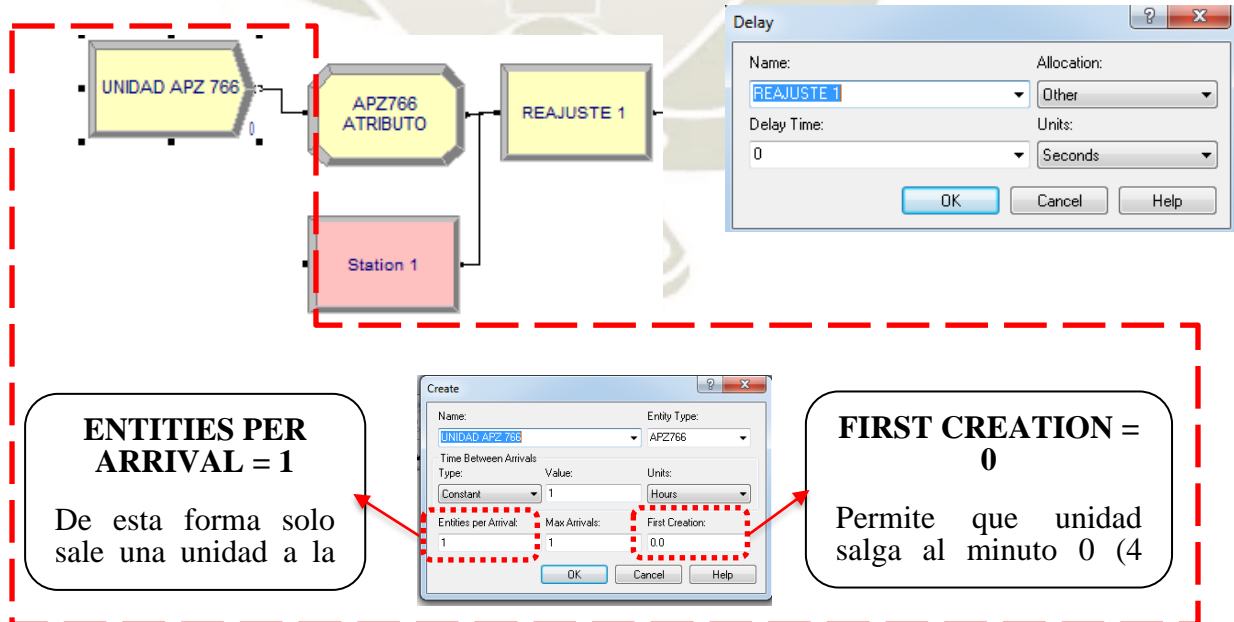 UNIDAD APZ 766
0
APZ766
ATRIBUTO
REAJUSTE 1
Station 1
Delay
Name:
Allocation:
REAJUSTE 1
Other
Delay Time:
Units:
0
Seconds
OK
Cancel
Help
ENTITIES PER
ARRIVAL = 1
De esta forma solo
sale una unidad a la
Create
Name:
Entity Type:
UNIDAD APZ 766
APZ766
Time Between Arrivals
Type:
Value:
Units:
Constant
1
Hours
Entities per Arrival:
Max Arrivals:
First Creation:
1
1
0.0
OK
Cancel
Help
FIRST CREATION =
0
Permite que unidad
salga al minuto 0 (4